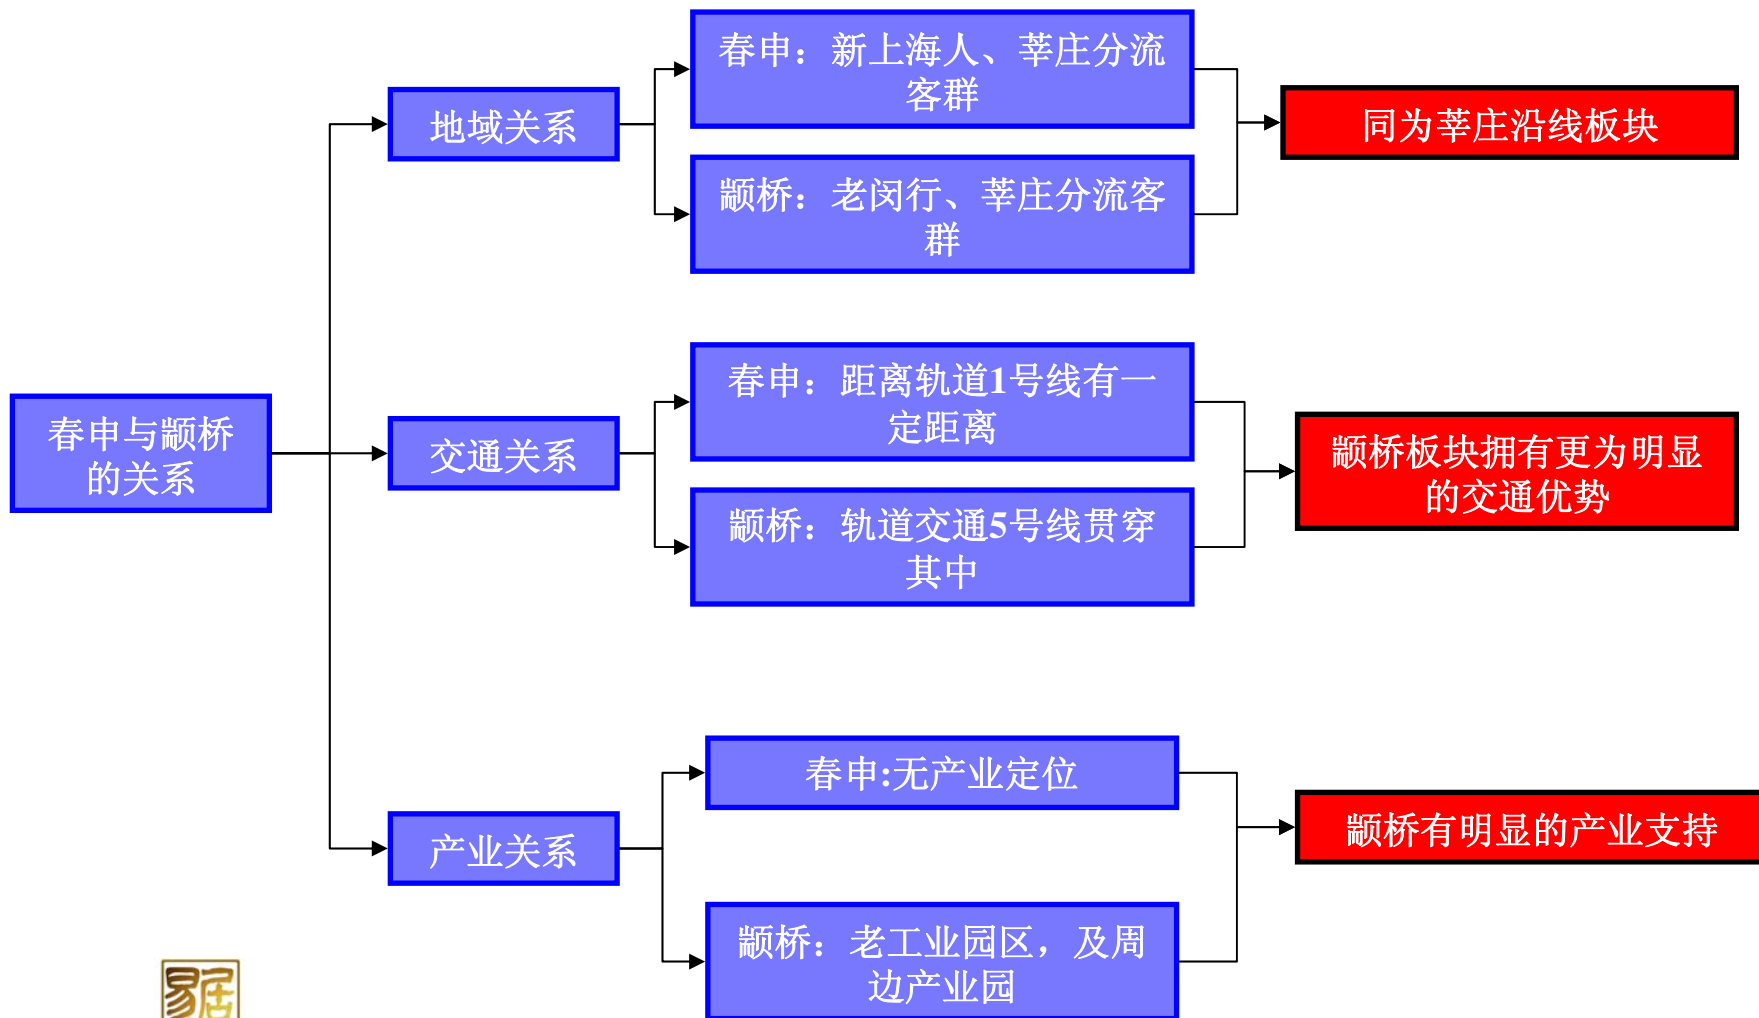 春申与颛桥
的关系
地域关系
春申：新上海人、莘庄分流
客群
颛桥：老闵行、莘庄分流客
群
同为莘庄沿线板块
交通关系
春申：距离轨道1号线有一
定距离
颛桥：轨道交通5号线贯穿
其中
颛桥板块拥有更为明显
的交通优势
产业关系
春申:无产业定位
颛桥：老工业园区，及周
边产业园
颛桥有明显的产业支持
易居